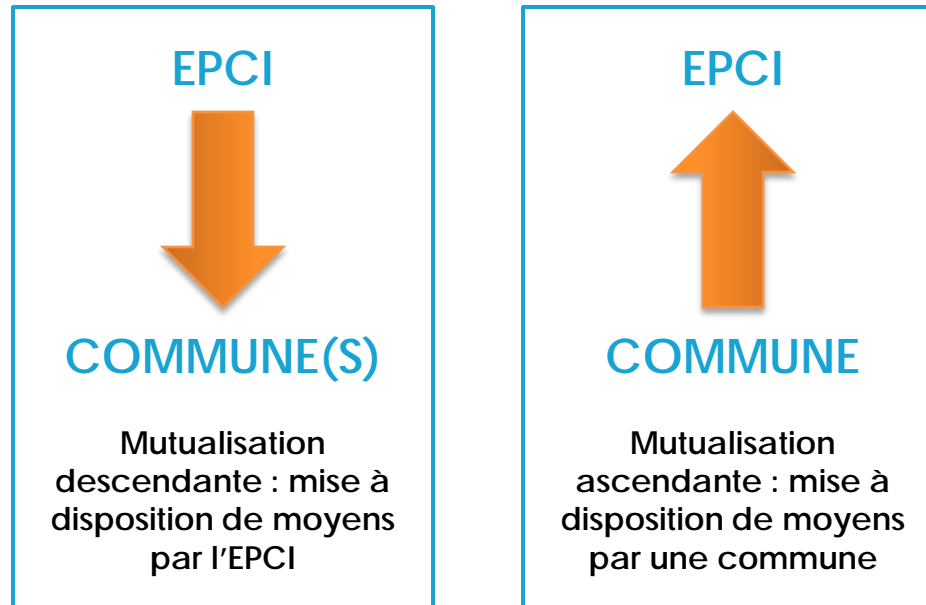 EPCI
COMMUNE(S)
Mutualisation
descendante : mise à
disposition de moyens
par l'EPCI
EPCI
COMMUNE
Mutualisation
ascendante : mise à
disposition de moyens
par une commune